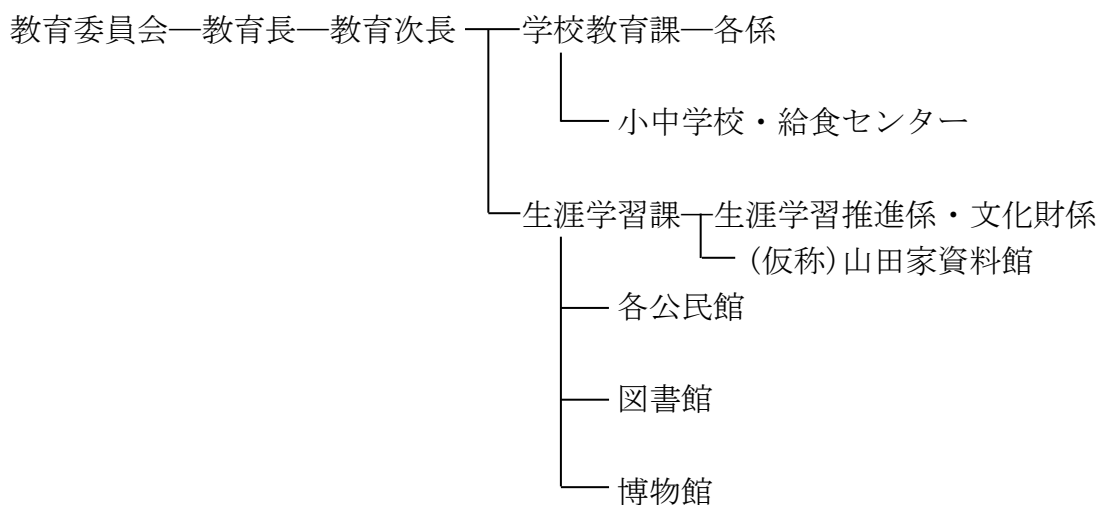 教育委員会―教育長―教育次長 学校教育課―各係
小中学校・給食センター
生涯学習課 生涯学習推進係・文化財係
(仮称)山田家資料館
各公民館
図書館
博物館